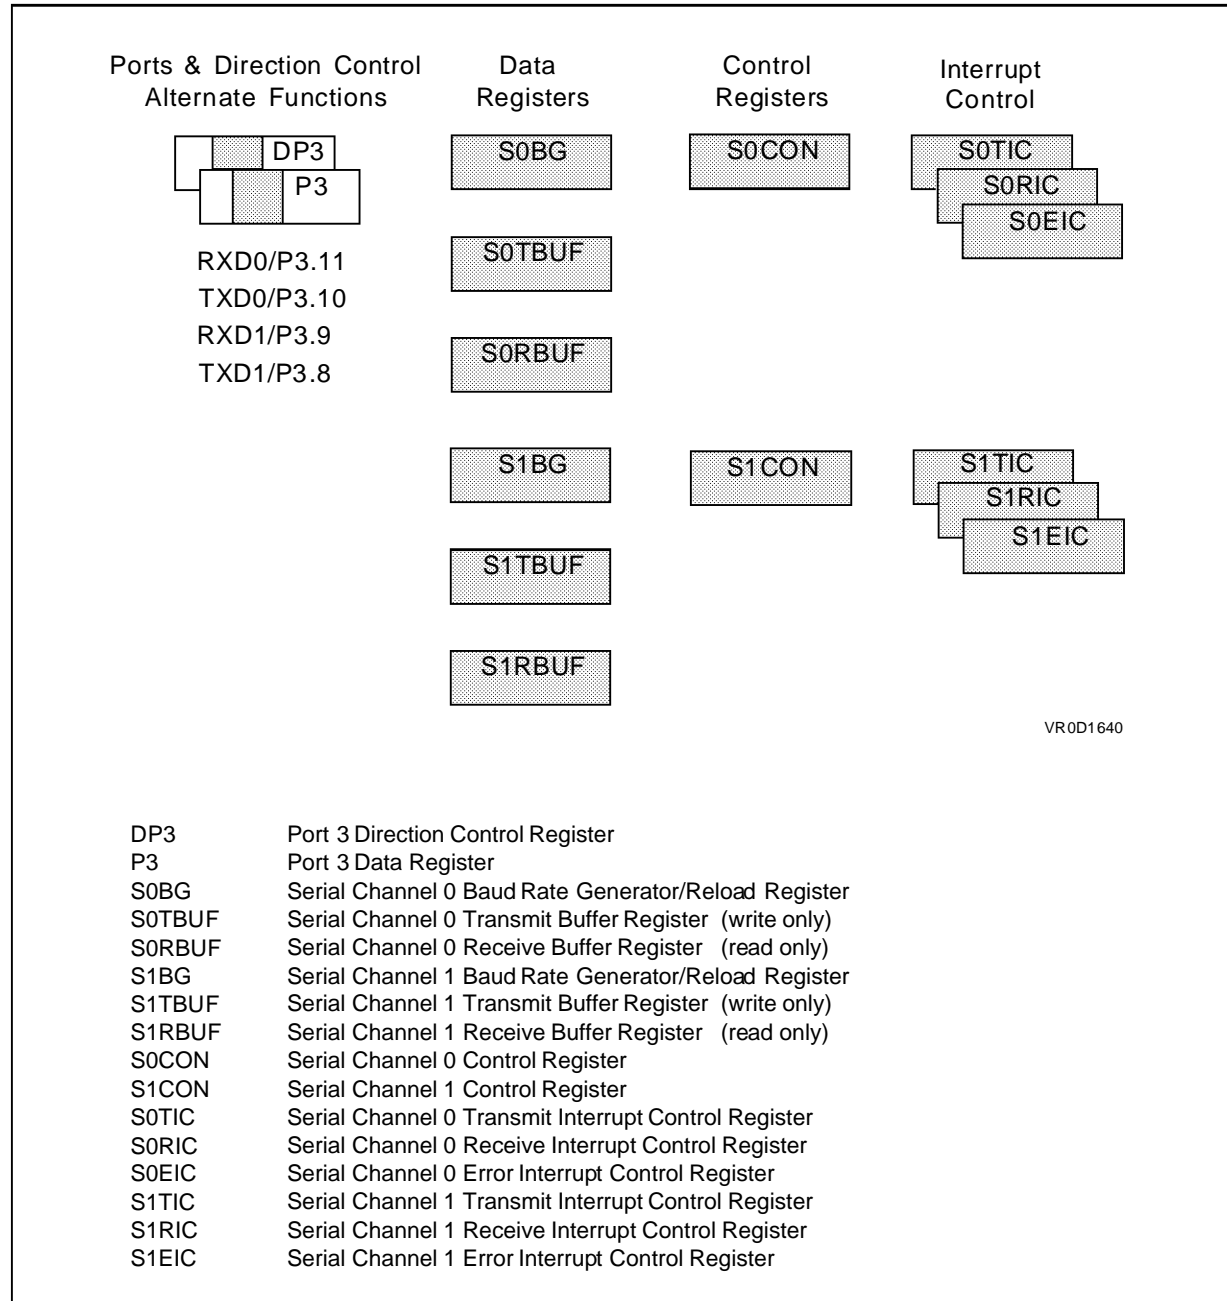 Ports & Direction Control
Alternate Functions
Data
Registers
Control
Registers
Interrupt
Control
DP3
P3
S0BG
S0CON
S0TIC
S0RIC
S0EIC
RXD0/P3.11
TXD0/P3.10
RXD1/P3.9
TXD1/P3.8
S0TBUF
S0RBUF
S1BG
S1CON
S1TIC
S1RIC
S1EIC
S1TBUF
S1RBUF
VR0D1640
DP3 Port 3 Direction Control Register
P3 Port 3 Data Register
S0BG Serial Channel 0 Baud Rate Generator/Reload Register
S0TBUF Serial Channel 0 Transmit Buffer Register (write only)
S0RBUF Serial Channel 0 Receive Buffer Register (read only)
S1BG Serial Channel 1 Baud Rate Generator/Reload Register
S1TBUF Serial Channel 1 Transmit Buffer Register (write only)
S1RBUF Serial Channel 1 Receive Buffer Register (read only)
S0CON Serial Channel 0 Control Register
S1CON Serial Channel 1 Control Register
S0TIC Serial Channel 0 Transmit Interrupt Control Register
S0RIC Serial Channel 0 Receive Interrupt Control Register
S0EIC Serial Channel 0 Error Interrupt Control Register
S1TIC Serial Channel 1 Transmit Interrupt Control Register
S1RIC Serial Channel 1 Receive Interrupt Control Register
S1EIC Serial Channel 1 Error Interrupt Control Register